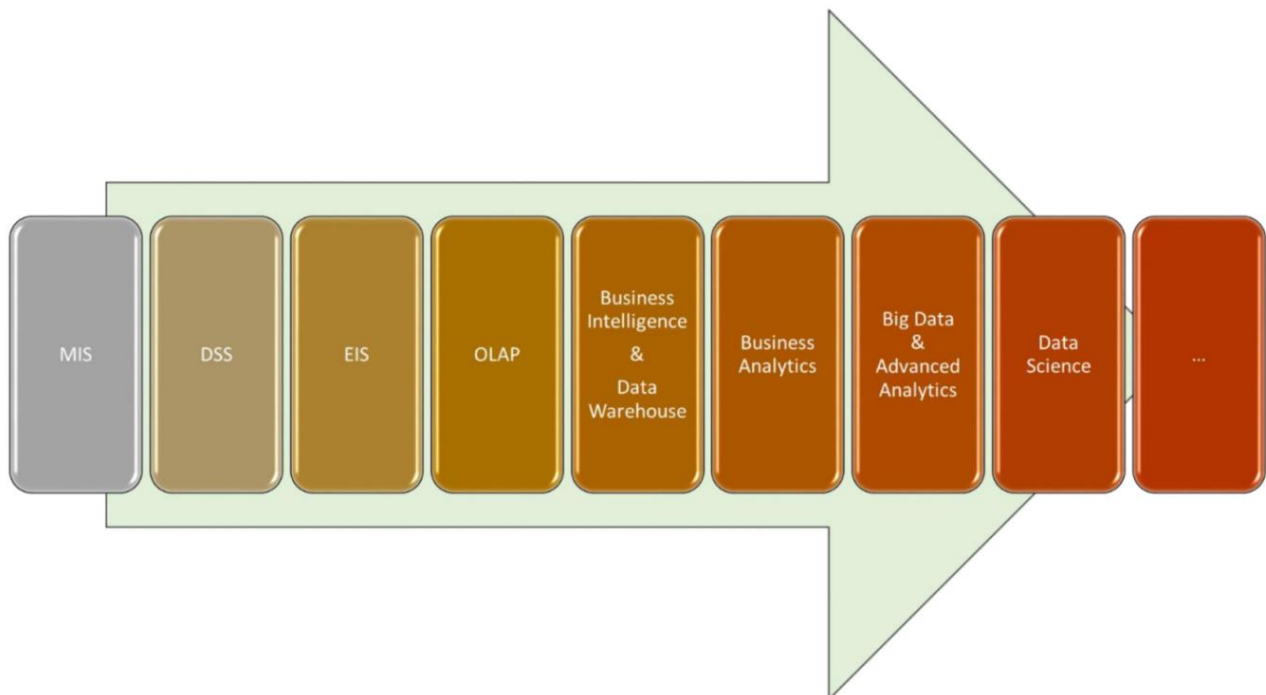 MIS
DSS
EIS
OLAP
Business
Intelligence
&
Data
Warehouse
Business
Analytics
Big Data
&
Advanced
Analytics
Data
Science
...